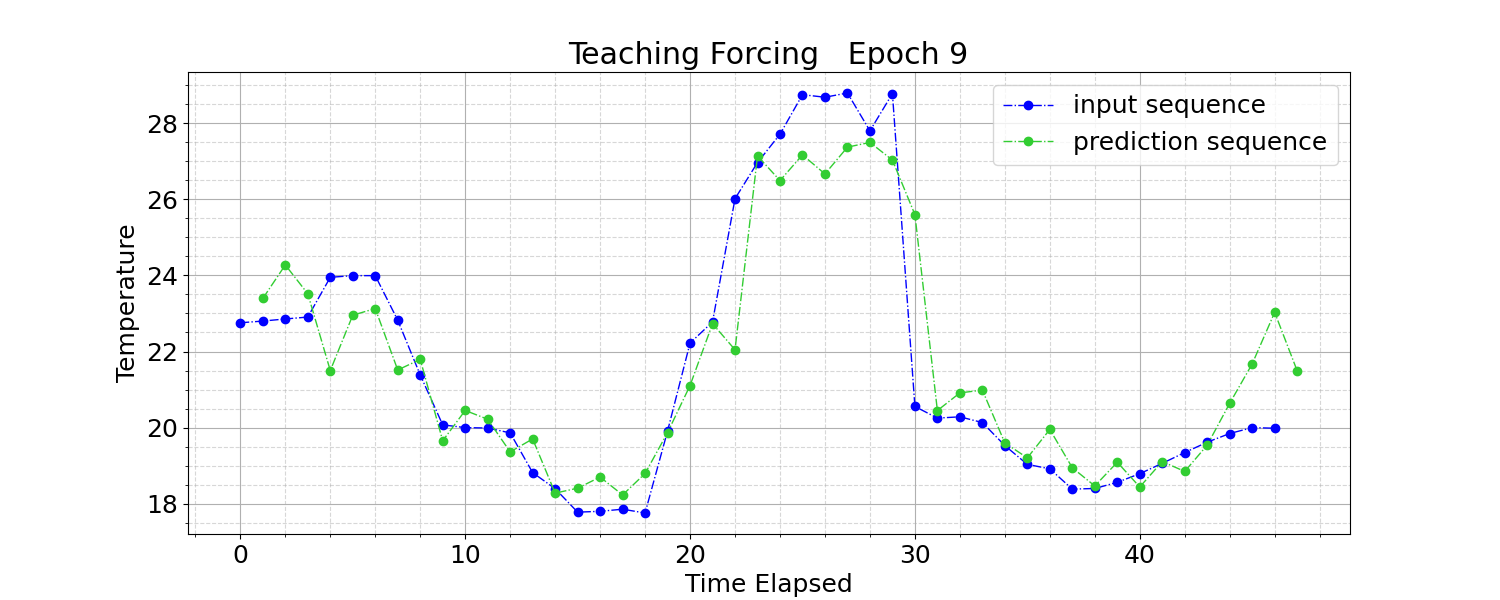 Teaching Forcing   Epoch 9
input sequence
prediction sequence
28
26
24
22
20
18
Temperature
0 10 20 30 40
Time Elapsed